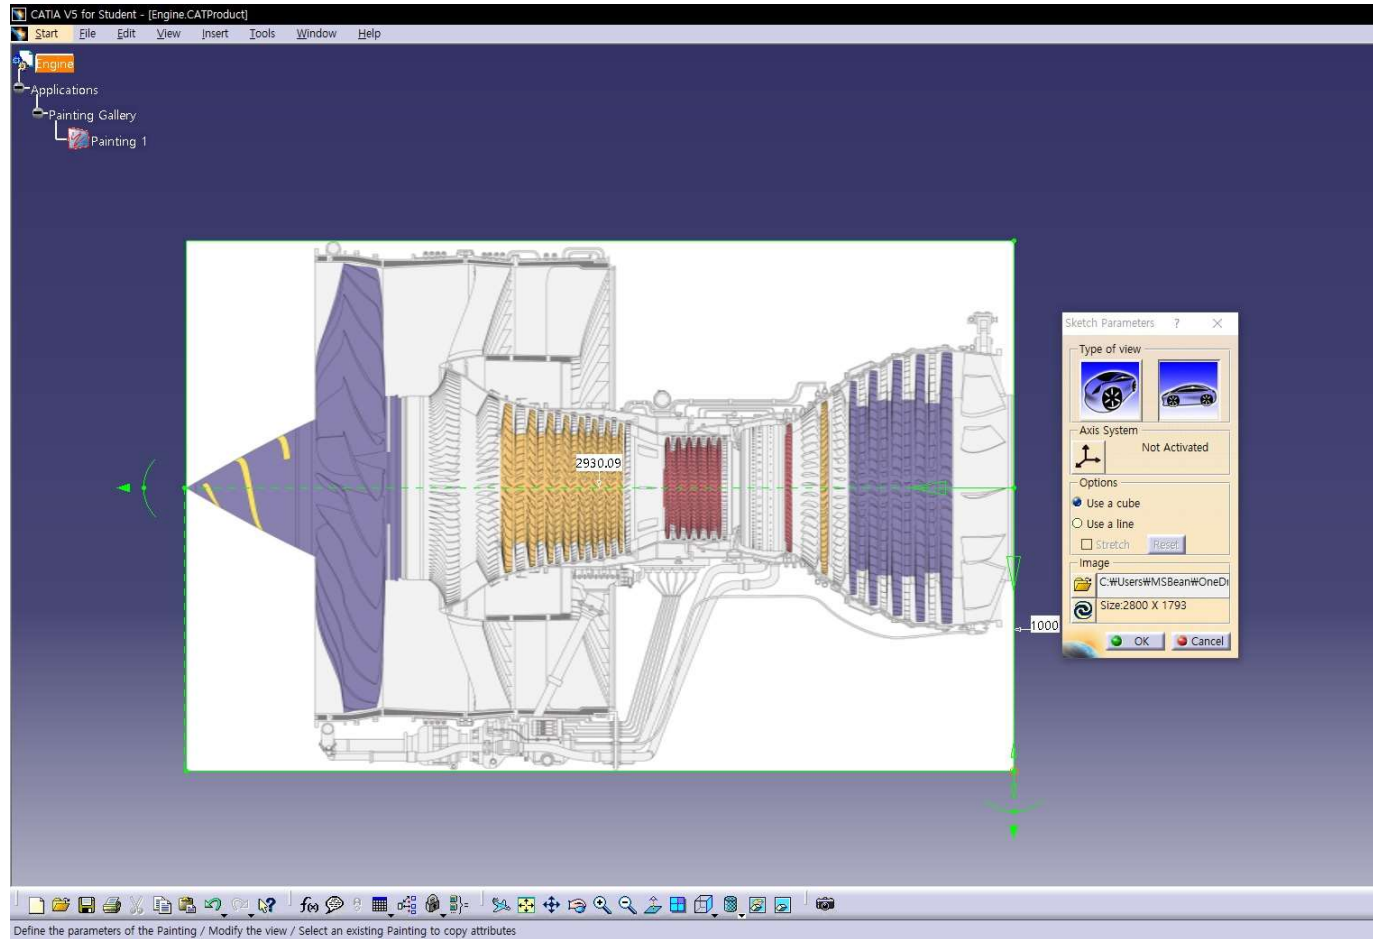 CATIA V5 for Student - [Engine.CATProduct]
Start File Edit View Insert Tools Window Help
Engine
Applications
Painting Gallery
Painting 1
2930,09
1000
Sketch Parameters ?
Type of view
Axis System
Not Activated
Options
Use a cube
Use a line
Stretch Reset
Image
C:₩Users₩MSBean₩OneDr
Size:2800 X 1793
OK Cancel
f(x)
Define the parameters of the Painting / Modify the view / Select an existing Painting to copy attributes